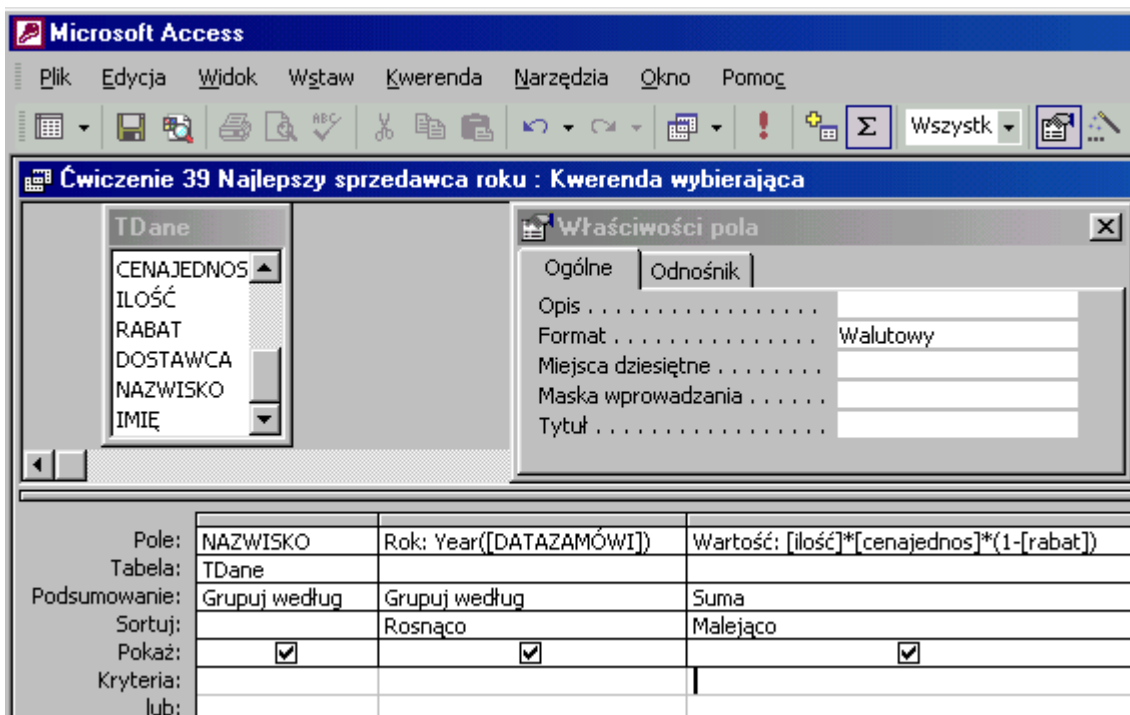 Microsoft Access
Plik Edycja Widok Wstaw Kwerenda Narzędzia Okno Pomoc
ABC Σ Wszystk
Ćwiczenie 39 Najlepszy sprzedawca roku : Kwerenda wybierająca
TDane
CENAJEDNOS
ILOŚĆ
RABAT
DOSTAWCA
NAZWISKO
IMIĘ
Właściwości pola
Ogólne Odnośnik
Opis . . . . . . . . . . . . . . . . . .
Format . . . . . . . . . . . . . . . Walutowy
Miejsca dziesiętne . . . . . . . .
Maska wprowadzania . . . . . .
Tytuł . . . . . . . . . . . . . . . . . .
Pole: NAZWISKO Rok: Year([DATAZAMÓWI]) Wartość: [ilość]*[cenajednos]*(1-[rabat])
Tabela: TDane
Podsumowanie: Grupuj według Grupuj według Suma
Sortuj: Rosnąco Malejąco
Pokaż:
Kryteria:
lub: